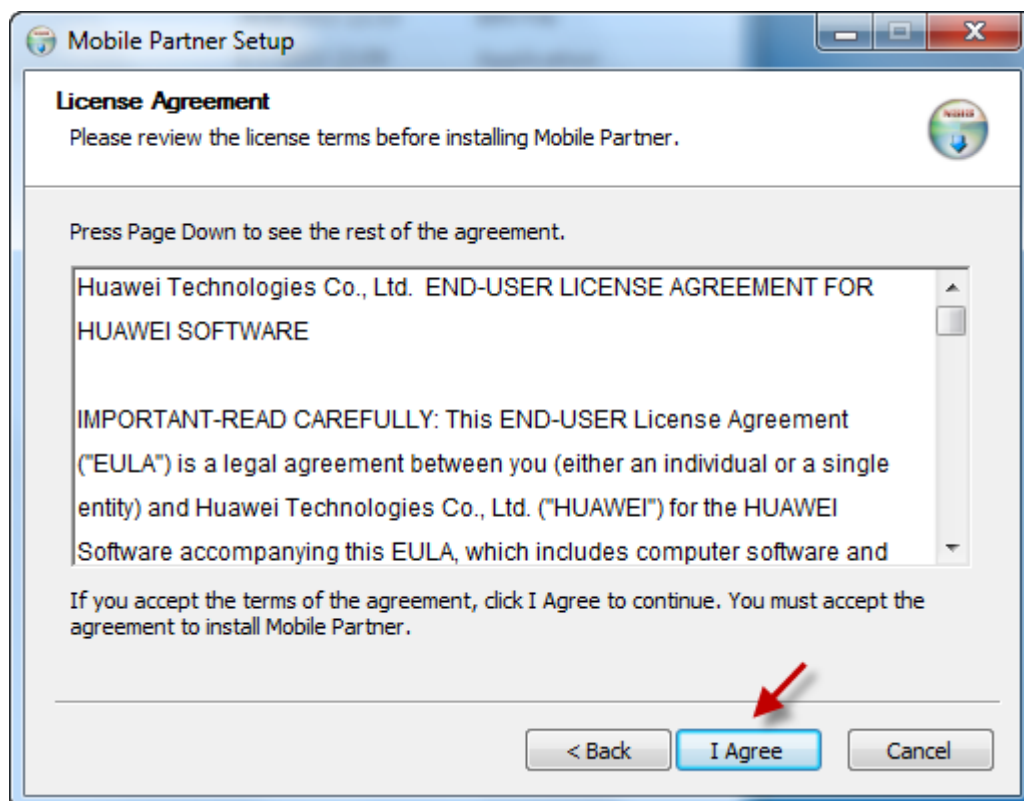 Mobile Partner Setup
License Agreement
Please review the license terms before installing Mobile Partner.
Press Page Down to see the rest of the agreement.
Huawei Technologies Co., Ltd.  END-USER LICENSE AGREEMENT FOR
HUAWEI SOFTWARE
IMPORTANT-READ CAREFULLY: This END-USER License Agreement
("EULA") is a legal agreement between you (either an individual or a single
entity) and Huawei Technologies Co., Ltd. ("HUAWEI") for the HUAWEI
Software accompanying this EULA, which includes computer software and
If you accept the terms of the agreement, click I Agree to continue. You must accept the
agreement to install Mobile Partner.
< Back
I Agree
Cancel